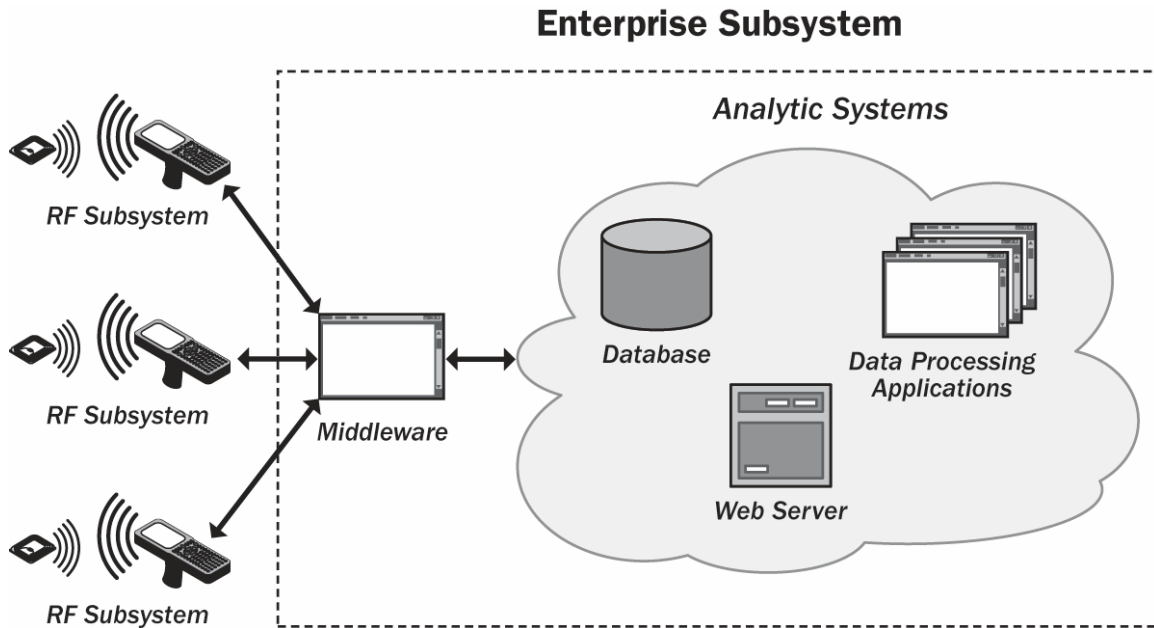 Enterprise Subsystem
Analytic Systems
RF Subsystem
Database
Data Processing
Applications
RF Subsystem
Middleware
Web Server
RF Subsystem